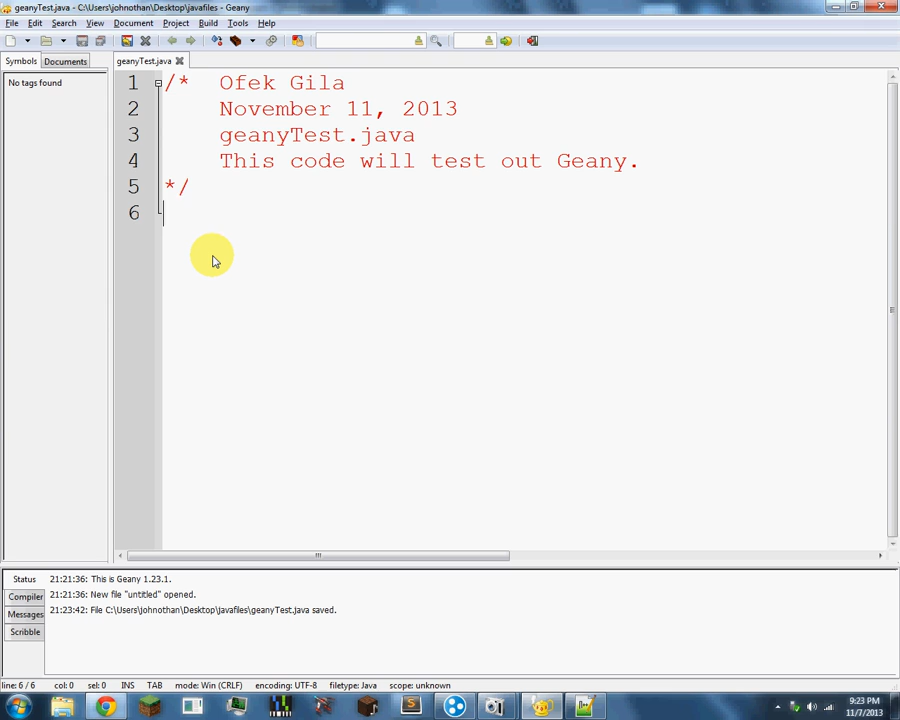 geanyTest.java - C:\Users\johnothan\Desktop\javafiles - Geany
File Edit Search View Document Project Build Tools Help
Symbols Documents
geanyTest.java
No tags found
1 /* Ofek Gila
2 November 11, 2013
3 geanyTest.java
4 This code will test out Geany.
5 */
6
Status
Compiler
Messages
Scribble
21:21:36: This is Geany 1.23.1.
21:21:36: New file "untitled" opened.
21:23:42: File C:\Users\johnothan\Desktop\javafiles\geanyTest.java saved.
line: 6 / 6 col: 0 sel: 0 INS TAB mode: Win (CRLF) encoding: UTF-8 filetype: Java scope: unknown
9:23 PM
11/7/2013